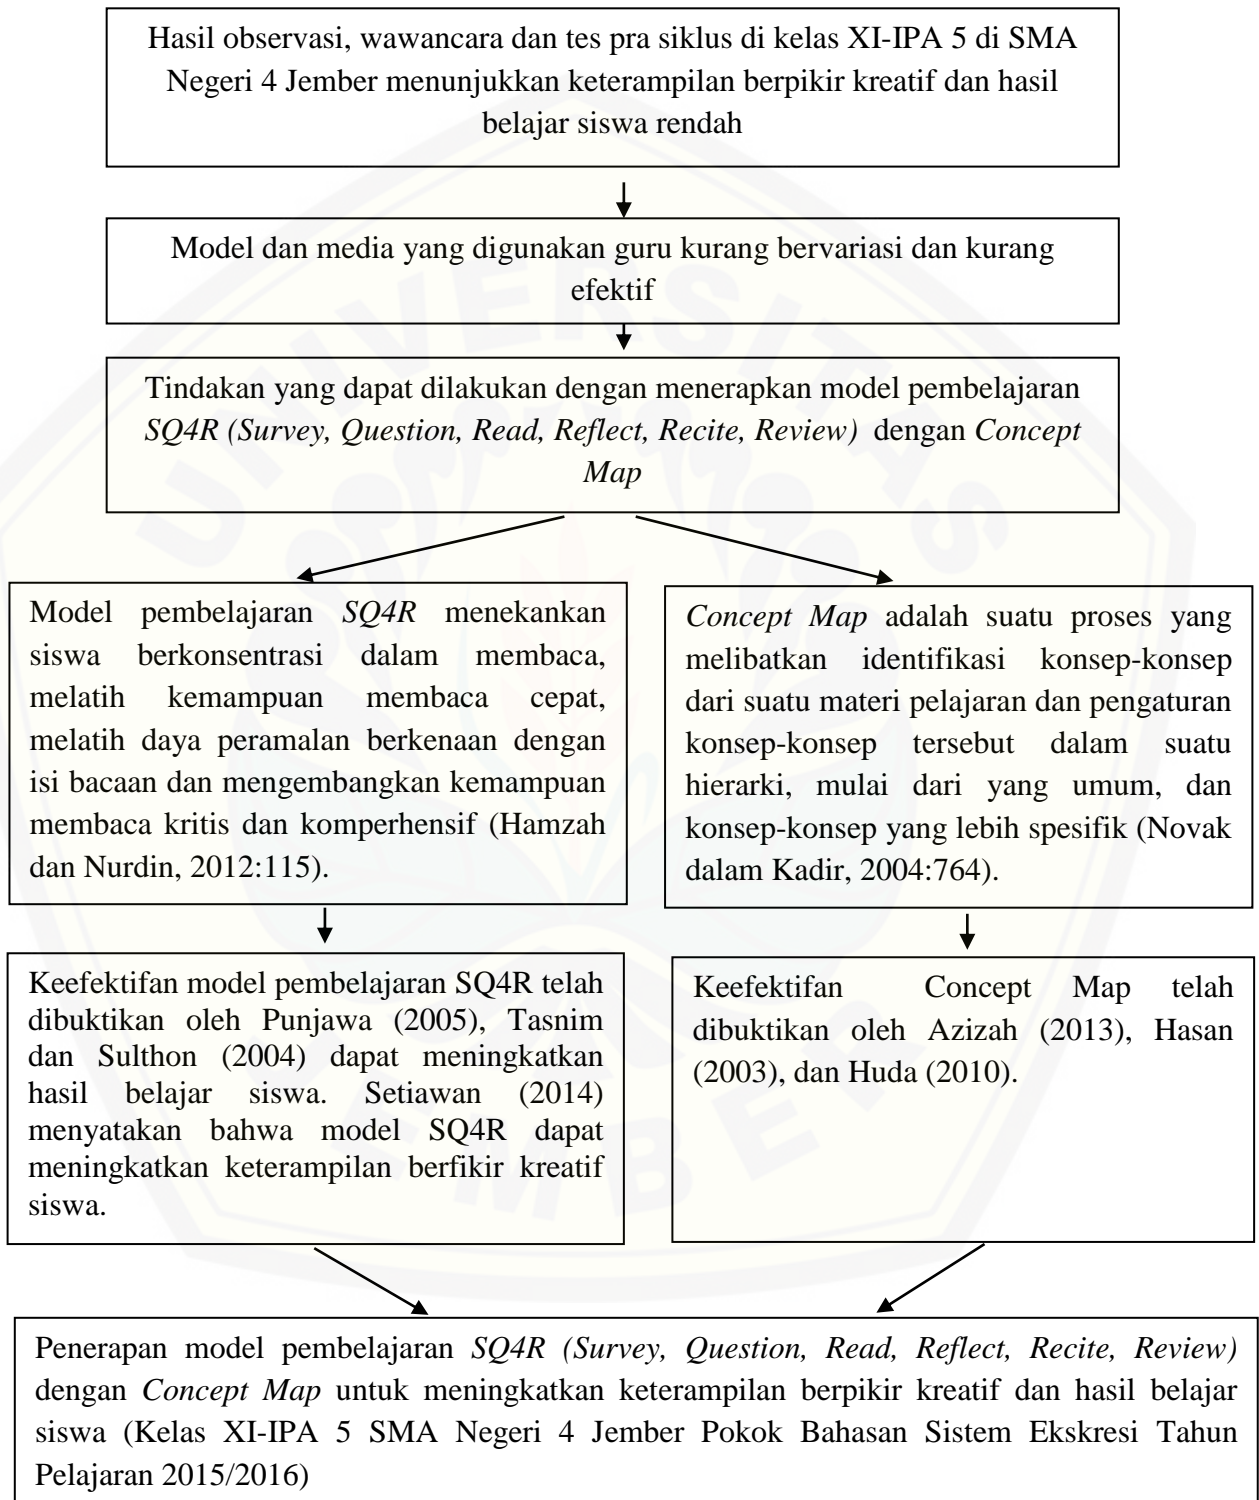 Hasil observasi, wawancara dan tes pra siklus di kelas XI-IPA 5 di SMA
Negeri 4 Jember menunjukkan keterampilan berpikir kreatif dan hasil
belajar siswa rendah
Model dan media yang digunakan guru kurang bervariasi dan kurang
efektif
Tindakan yang dapat dilakukan dengan menerapkan model pembelajaran
SQ4R (Survey, Question, Read, Reflect, Recite, Review) dengan Concept
Map
Model pembelajaran SQ4R menekankan
siswa berkonsentrasi dalam membaca,
melatih kemampuan membaca cepat,
melatih daya peramalan berkenaan dengan
isi bacaan dan mengembangkan kemampuan
membaca kritis dan komperhensif (Hamzah
dan Nurdin, 2012:115).
Concept Map adalah suatu proses yang
melibatkan identifikasi konsep-konsep
dari suatu materi pelajaran dan pengaturan
konsep-konsep tersebut dalam suatu
hierarki, mulai dari yang umum, dan
konsep-konsep yang lebih spesifik (Novak
dalam Kadir, 2004:764).
Keefektifan model pembelajaran SQ4R telah
dibuktikan oleh Punjawa (2005), Tasnim
dan Sulthon (2004) dapat meningkatkan
hasil belajar siswa. Setiawan (2014)
menyatakan bahwa model SQ4R dapat
meningkatkan keterampilan berfikir kreatif
siswa.
Keefektifan Concept Map telah
dibuktikan oleh Azizah (2013), Hasan
(2003), dan Huda (2010).
Penerapan model pembelajaran SQ4R (Survey, Question, Read, Reflect, Recite, Review)
dengan Concept Map untuk meningkatkan keterampilan berpikir kreatif dan hasil belajar
siswa (Kelas XI-IPA 5 SMA Negeri 4 Jember Pokok Bahasan Sistem Ekskresi Tahun
Pelajaran 2015/2016)
UNIVERSITAS
JEMBER